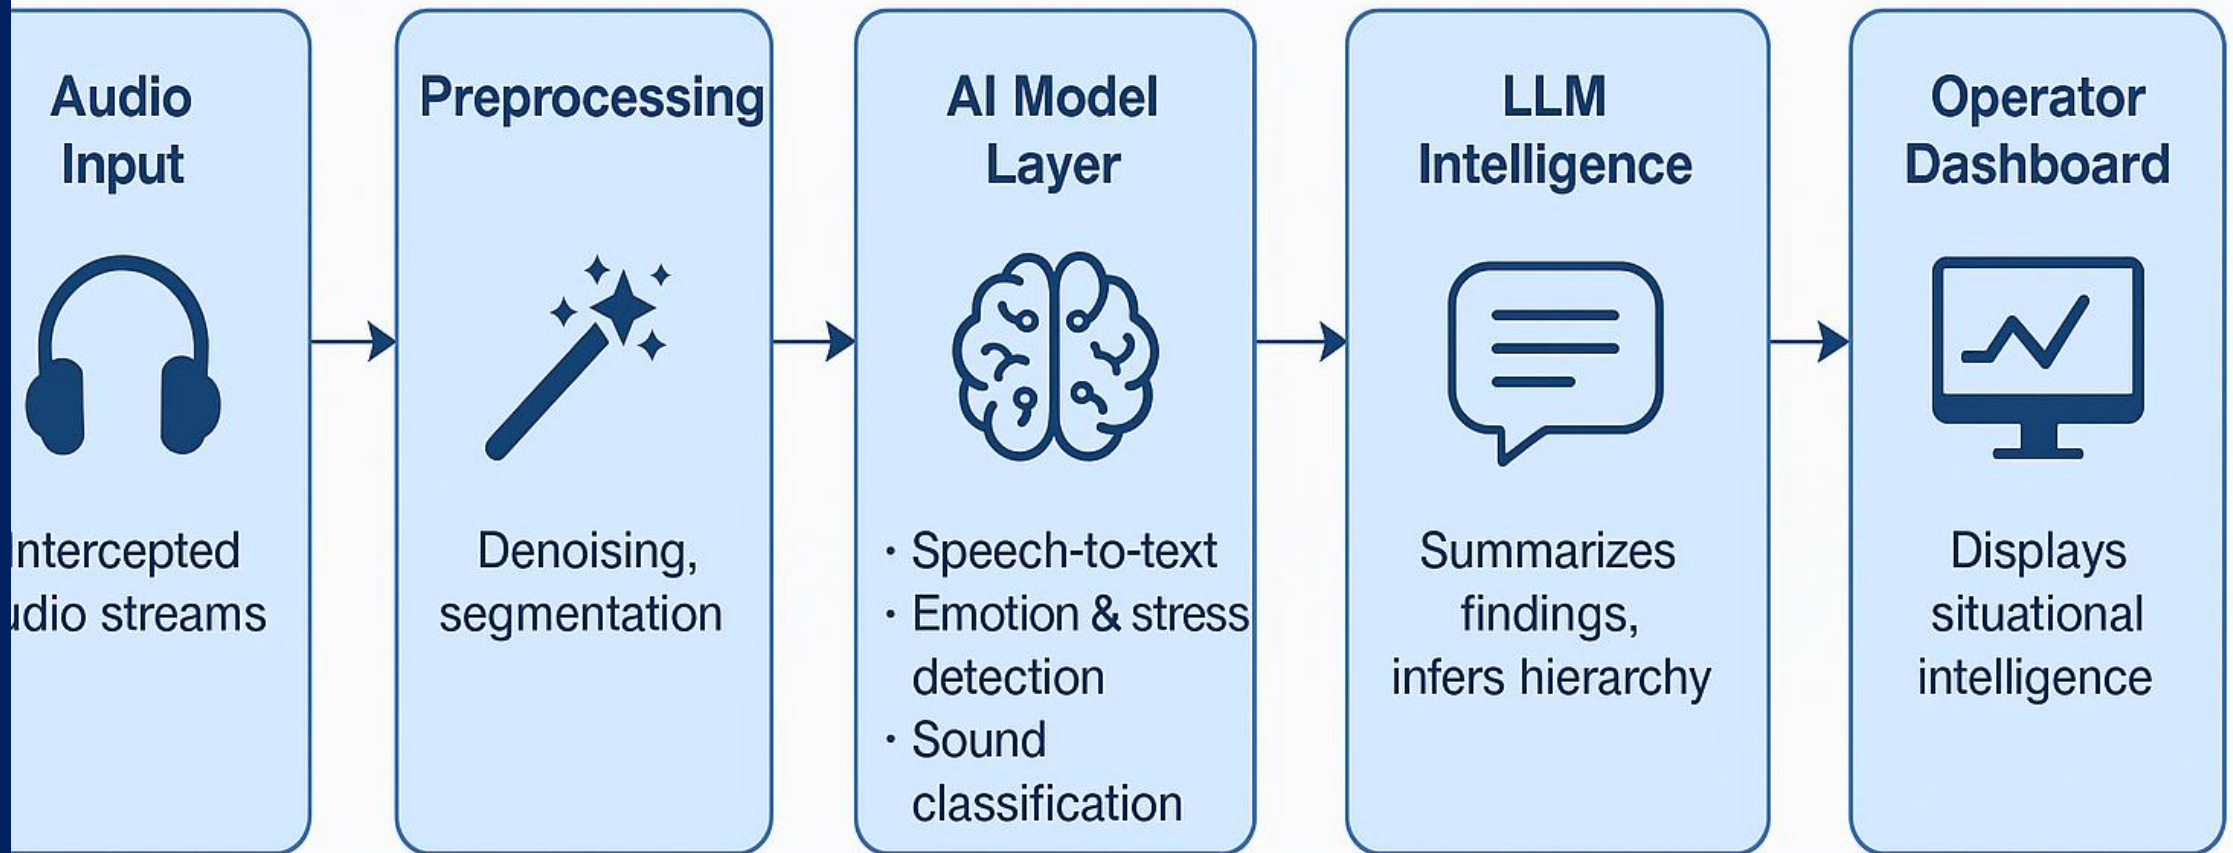 Audio
Input
Intercepted
udio streams
Preprocessing
Denoising,
segmentation
AI Model
Layer
· Speech-to-text
· Emotion & stress
detection
· Sound
classification
LLM
Intelligence
Summarizes
findings,
infers hierarchy
Operator
Dashboard
Displays
situational
intelligence